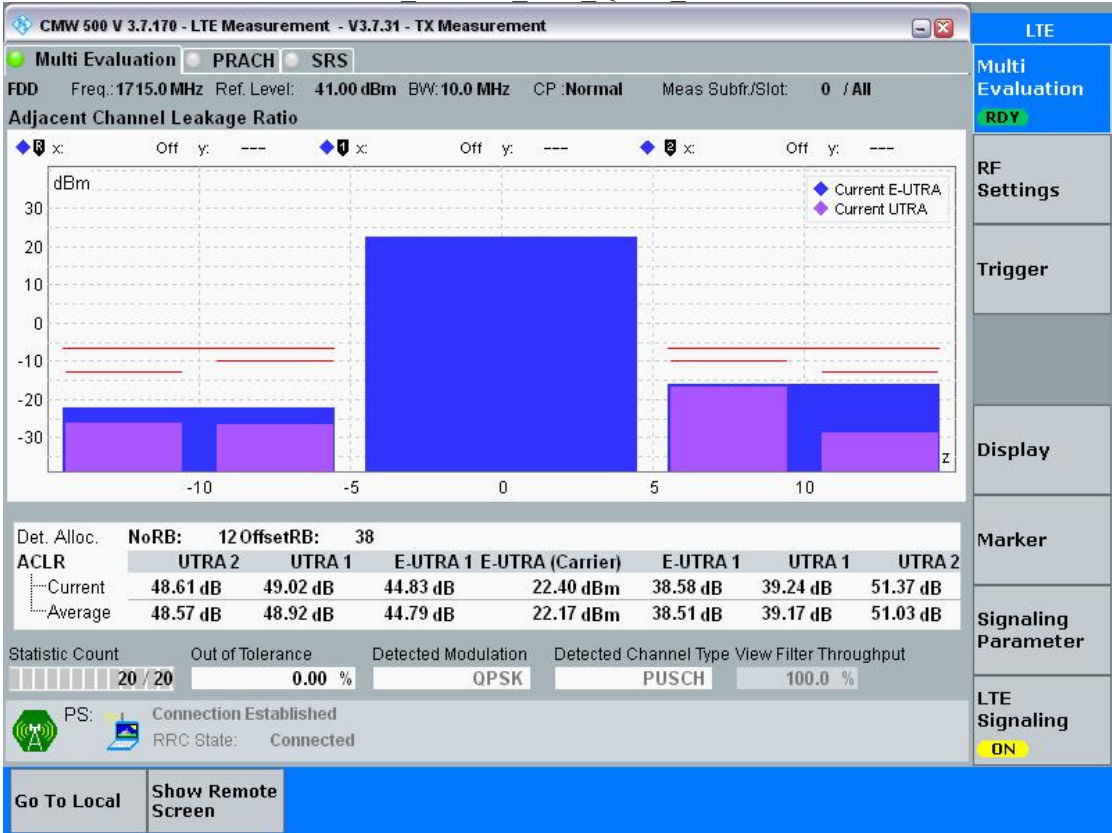 CMW 500 V 3.7.170 - LTE Measurement - V3.7.31 - TX Measurement
LTE
Multi Evaluation PRACH SRS
FDD Freq.: 1715.0 MHz Ref. Level: 41.00 dBm BW: 10.0 MHz CP : Normal Meas Subfr./Slot: 0 / All
Adjacent Channel Leakage Ratio
R x: Off y: --- 1 x: Off y: --- 2 x: Off y: ---
dBm
Current E-UTRA
Current UTRA
30
20
10
0
-10
-20
-30
z
-10 -5 0 5 10
Det. Alloc. NoRB: 12 OffsetRB: 38
ACLR UTRA 2 UTRA 1 E-UTRA 1 E-UTRA (Carrier) E-UTRA 1 UTRA 1 UTRA 2
Current 48.61 dB 49.02 dB 44.83 dB 22.40 dBm 38.58 dB 39.24 dB 51.37 dB
Average 48.57 dB 48.92 dB 44.79 dB 22.17 dBm 38.51 dB 39.17 dB 51.03 dB
Statistic Count Out of Tolerance Detected Modulation Detected Channel Type View Filter Throughput
20 / 20 0.00 % QPSK PUSCH 100.0 %
PS: Connection Established
RRC State: Connected
Multi
Evaluation
RDY
RF
Settings
Trigger
Display
Marker
Signaling
Parameter
LTE
Signaling
ON
Go To Local
Show Remote
Screen